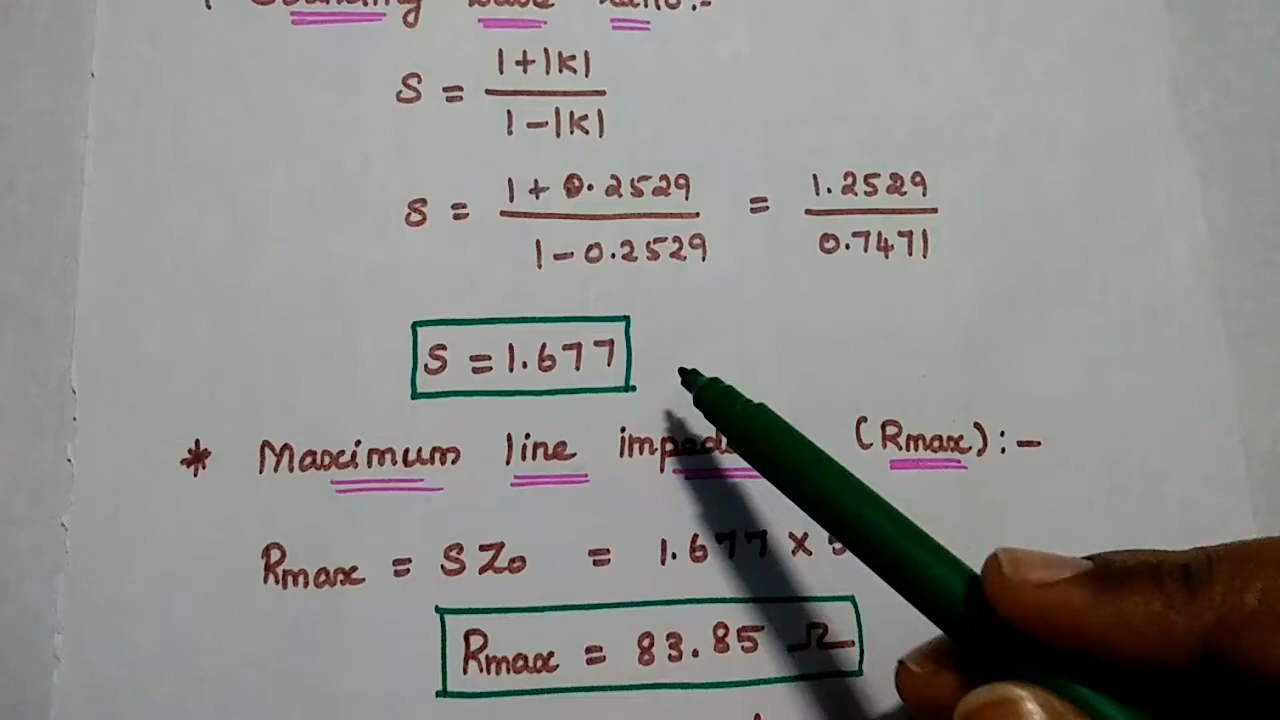 S = 1+|K| / 1-|K|
S = 1+0.2529 / 1-0.2529 = 1.2529 / 0.7471
S = 1.677
* Maximum line (Rmax):-
Rmax = SZo = 1.677 ×
Rmax = 83.85 Ω